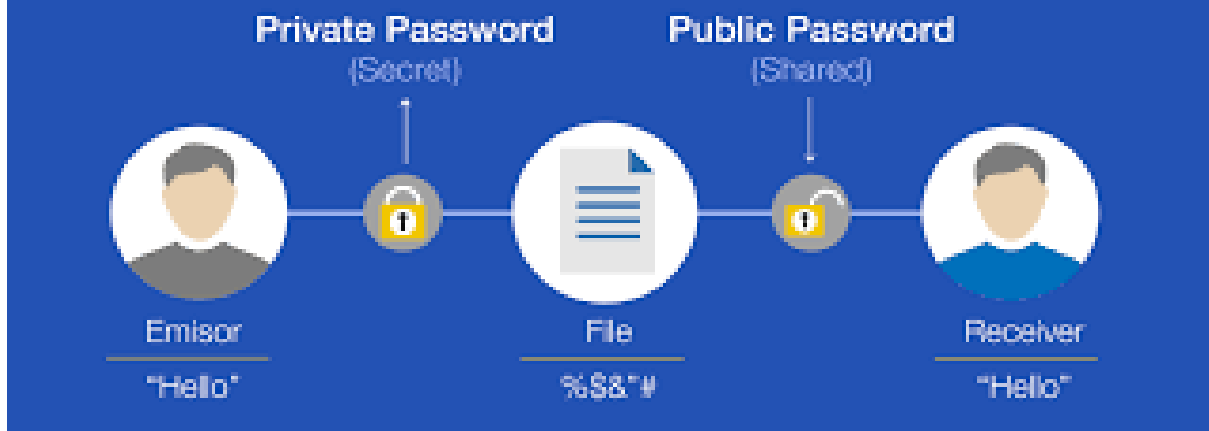 Private Password
(Secret)
Public Password
(Shared)
Emisor
"Hello"
File
%$&"#
Receiver
"Hello"